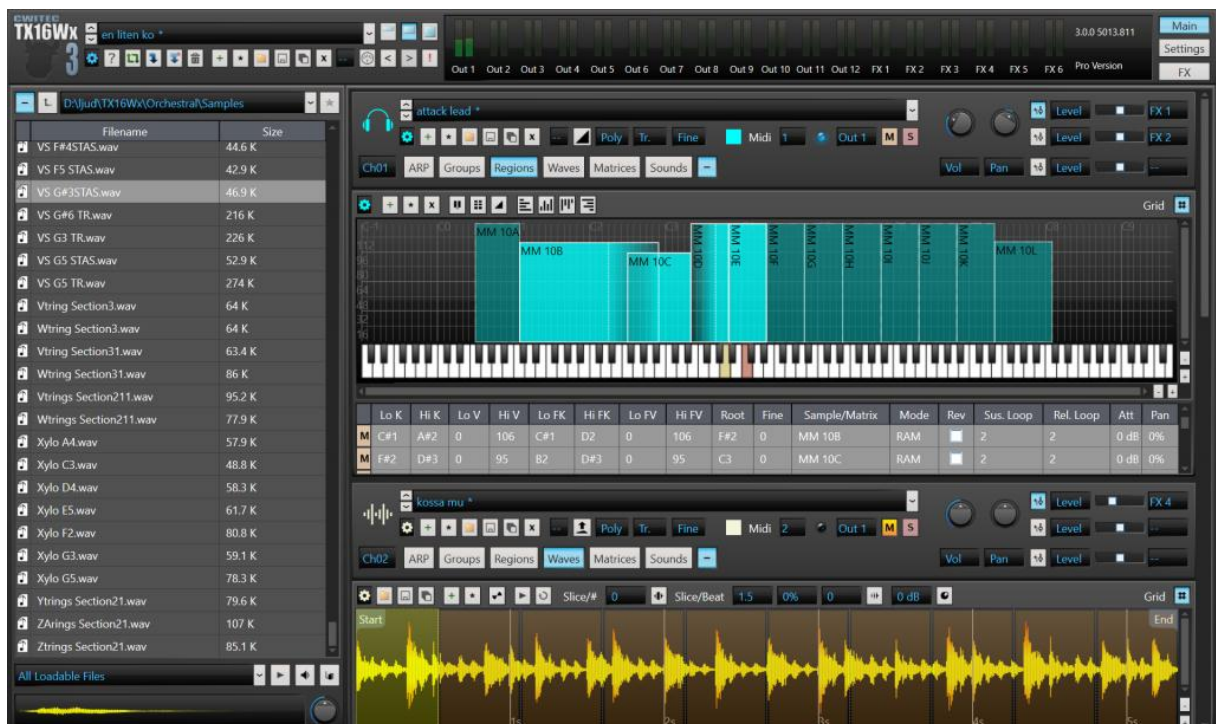 CWITEC
TX16Wx
3
en liten ko *
Out 1 Out 2 Out 3 Out 4 Out 5 Out 6 Out 7 Out 8 Out 9 Out 10 Out 11 Out 12 FX 1 FX 2 FX 3 FX 4 FX 5 FX 6
3.0.0 5013.811
Pro Version
Main
Settings
FX
D:\ljud\TX16Wx\Orchestral\Samples
Filename Size
VS F#4STAS.wav 44.6 K
VS F5 STAS.wav 42.9 K
VS G#3STAS.wav 46.9 K
VS G#6 TR.wav 216 K
VS G3 TR.wav 226 K
VS G5 STAS.wav 52.9 K
VS G5 TR.wav 274 K
Vtring Section3.wav 64 K
Wtring Section3.wav 64 K
Vtring Section31.wav 63.4 K
Wtring Section31.wav 86 K
Vtrings Section211.wav 95.2 K
Wtrings Section211.wav 77.9 K
Xylo A4.wav 57.9 K
Xylo C3.wav 48.8 K
Xylo D4.wav 58.3 K
Xylo E5.wav 61.7 K
Xylo F2.wav 80.8 K
Xylo G3.wav 59.1 K
Xylo G5.wav 78.3 K
Ytrings Section21.wav 79.6 K
ZArings Section21.wav 107 K
Ztrings Section21.wav 85.1 K
All Loadable Files
attack lead *
-- Poly Tr. Fine Midi 1 Out 1 M S
Ch01 ARP Groups Regions Waves Matrices Sounds
Vol Pan
Level FX 1
Level FX 2
Level --
Grid
MM 10A
MM 10B
MM 10C
MM 10D
MM 10E
MM 10F
MM 10G
MM 10H
MM 10I
MM 10J
MM 10K
MM 10L
Lo K Hi K Lo V Hi V Lo FK Hi FK Lo FV Hi FV Root Fine Sample/Matrix Mode Rev Sus. Loop Rel. Loop Att Pan
M C#1 A#2 0 106 C#1 D2 0 106 F#2 0 MM 10B RAM 2 2 0 dB 0%
M F#2 D#3 0 95 B2 D#3 0 95 C3 0 MM 10C RAM 2 2 0 dB 0%
kossa mu *
-- Poly Tr. Fine Midi 2 Out 1 M S
Ch02 ARP Groups Regions Waves Matrices Sounds
Vol Pan
Level FX 4
Level --
Level --
Slice/# 0 Slice/Beat 1.5 0% 0 0 dB Grid
Start End
1s 2s 3s 4s 5s